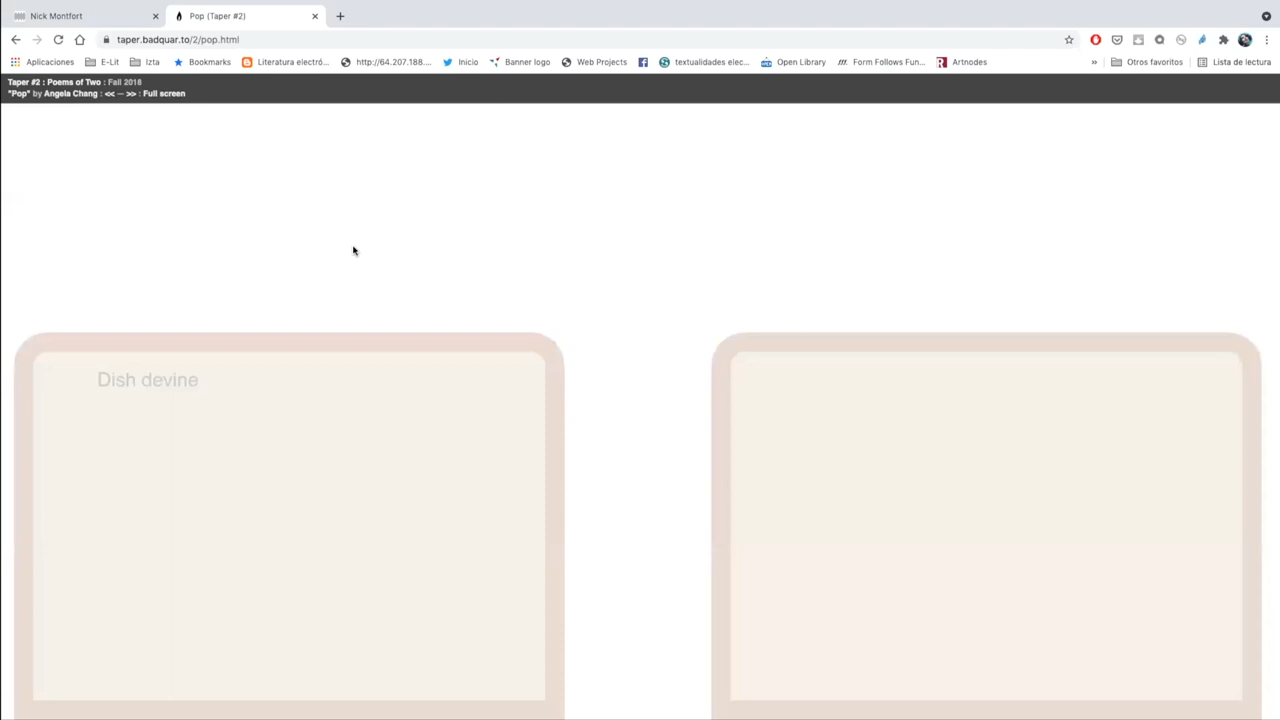 Nick Montfort
Pop (Taper #2)
taper.badquar.to/2/pop.html
Aplicaciones
E-Lit
Izta
Bookmarks
Literatura electró...
http://64.207.188....
Inicio
Banner logo
Web Projects
textualidades elec...
Open Library
Form Follows Fun...
Artnodes
»
Otros favoritos
Lista de lectura
Taper #2 : Poems of Two : Fall 2018
"Pop" by Angela Chang : << — >> : Full screen
Dish devine